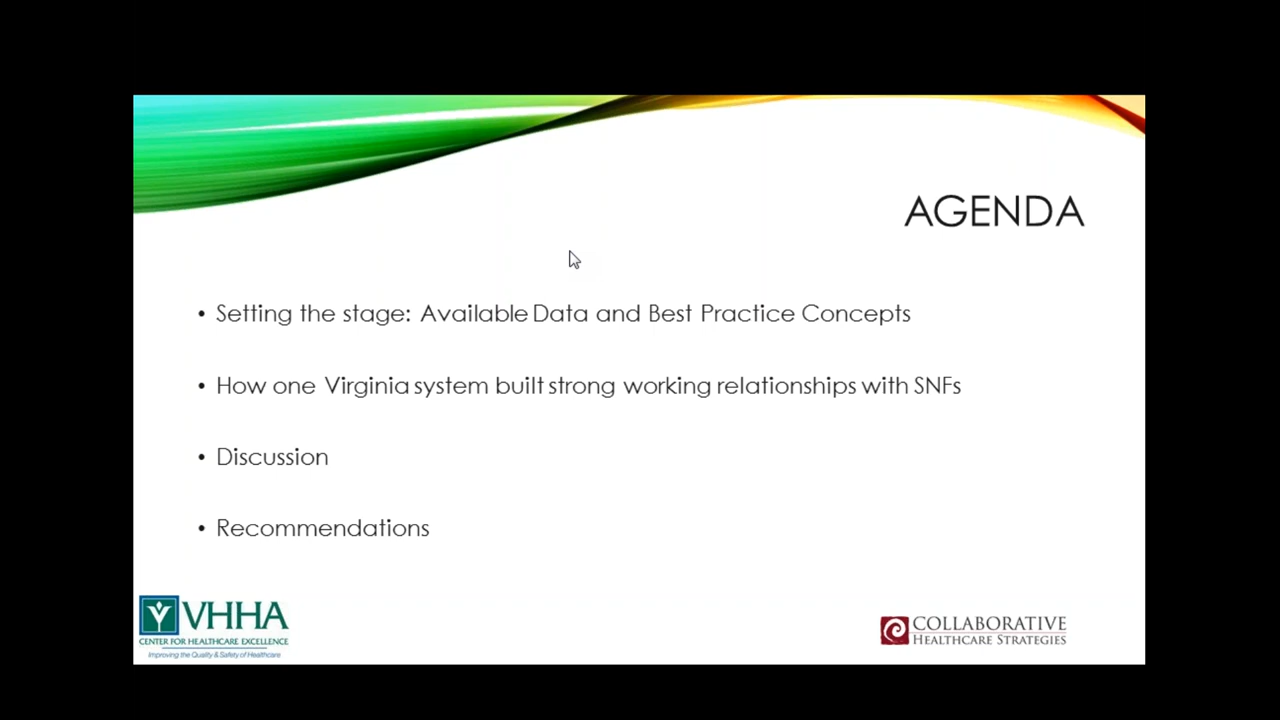 AGENDA
• Setting the stage: Available Data and Best Practice Concepts
• How one Virginia system built strong working relationships with SNFs
• Discussion
• Recommendations
VHHA
CENTER FOR HEALTHCARE EXCELLENCE
Improving the Quality & Safety of Healthcare
COLLABORATIVE
HEALTHCARE STRATEGIES